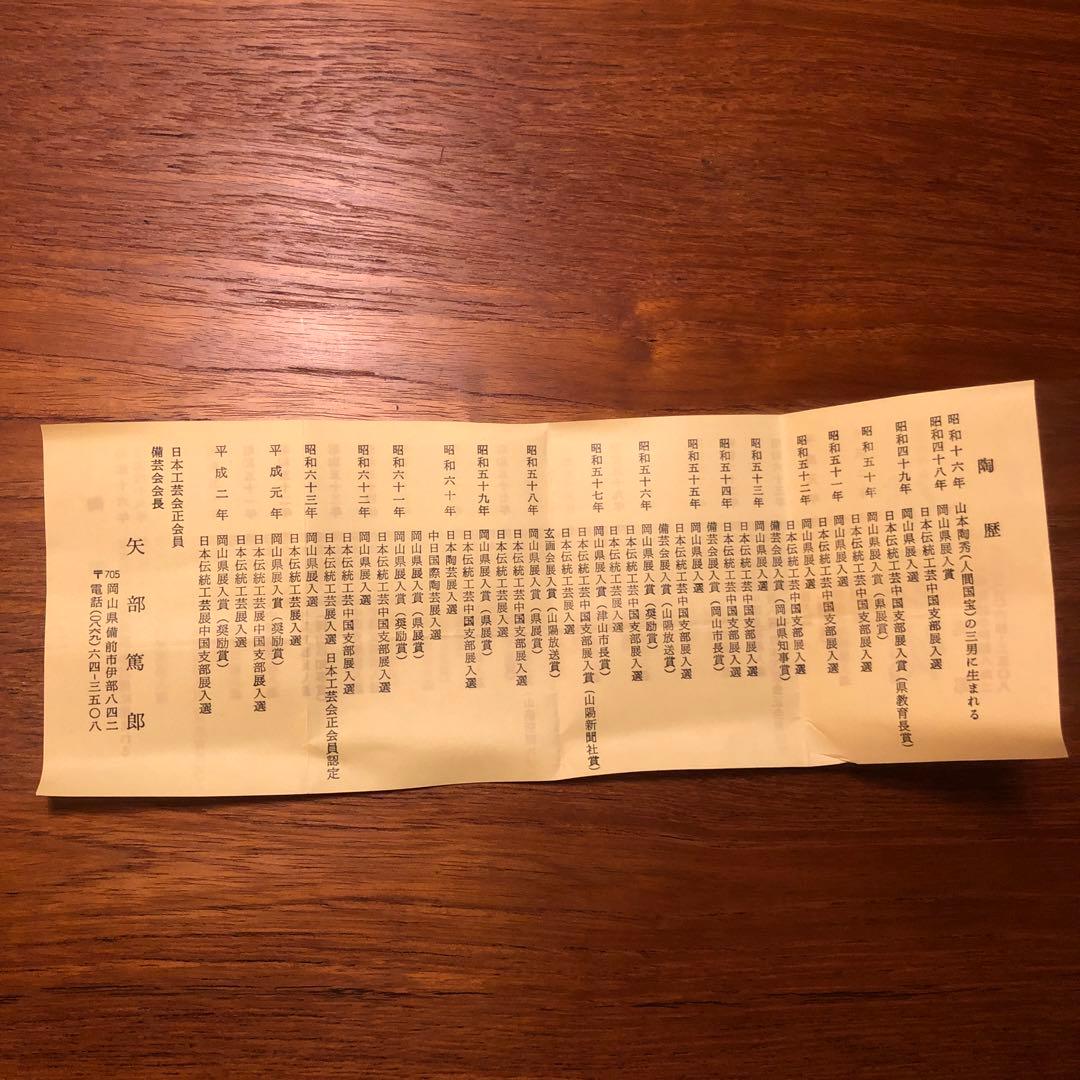 陶歴
昭和十六年 山本陶秀(人間国宝)の三男に生まれる
昭和四十八年 岡山県展入賞
日本伝統工芸中国支部展入選
昭和四十九年 岡山県展入選
日本伝統工芸中国支部展入賞(県教育長賞)
昭和五十年 岡山県展入賞(県展賞)
日本伝統工芸中国支部展入選
昭和五十一年 岡山県展入選
日本伝統工芸中国支部展入選
昭和五十二年 岡山県展入選
日本伝統工芸中国支部展入選
備芸会展入賞(岡山県知事賞)
昭和五十三年 岡山県展入選
日本伝統工芸中国支部展入選
昭和五十四年 日本伝統工芸中国支部展入選
備芸会展入賞(岡山市長賞)
昭和五十五年 岡山県展入選
日本伝統工芸中国支部展入選
備芸会展入賞(山陽放送賞)
昭和五十六年 岡山県展入賞(奨励賞)
日本伝統工芸中国支部展入選
日本伝統工芸展入選
昭和五十七年 岡山県展入賞(津山市長賞)
日本伝統工芸中国支部展入賞(山陽新聞社賞)
日本伝統工芸展入選
玄画会展入賞(山陽放送賞)
昭和五十八年 岡山県展入賞(県展賞)
日本伝統工芸中国支部展入選
日本伝統工芸展入選
昭和五十九年 岡山県展入賞(県展賞)
日本伝統工芸中国支部展入選
昭和六十年 日本陶芸展入選
中日国際陶芸展入選
岡山県展入賞(県展賞)
昭和六十一年 岡山県展入賞(奨励賞)
日本伝統工芸中国支部展入選
昭和六十二年 岡山県展入選
日本伝統工芸中国支部展入選
日本伝統工芸展入選 日本工芸会正会員認定
昭和六十三年 岡山県展入選
日本伝統工芸展入選
平成元年 岡山県展入賞(奨励賞)
日本伝統工芸展中国支部展入選
日本伝統工芸展入選
平成二年 岡山県展入賞(奨励賞)
日本伝統工芸展中国支部展入選
日本工芸会正会員
備芸会会長
矢部篤郎
〒705 岡山県備前市伊部八四二
電話(〇八六九)六四-三五〇八